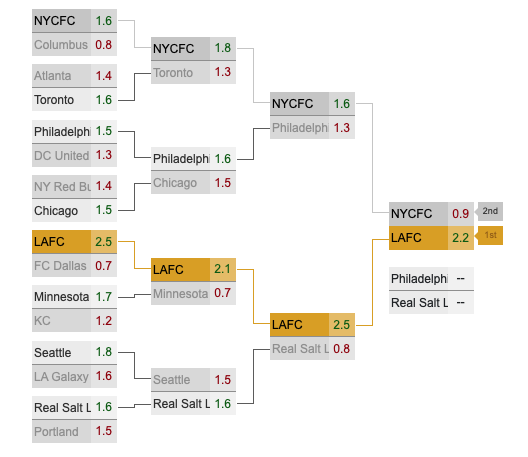 NYCFC 1.6
Columbus 0.8
Atlanta 1.4
Toronto 1.6
Philadelphi 1.5
DC United 1.3
NY Red Bu 1.4
Chicago 1.5
LAFC 2.5
FC Dallas 0.7
Minnesota 1.7
KC 1.2
Seattle 1.8
LA Galaxy 1.6
Real Salt L 1.6
Portland 1.5
NYCFC 1.8
Toronto 1.3
Philadelphi 1.6
Chicago 1.5
LAFC 2.1
Minnesota 0.7
Seattle 1.5
Real Salt L 1.6
NYCFC 1.6
Philadelphi 1.3
LAFC 2.5
Real Salt L 0.8
NYCFC 0.9 2nd
LAFC 2.2 1st
Philadelphi --
Real Salt L --